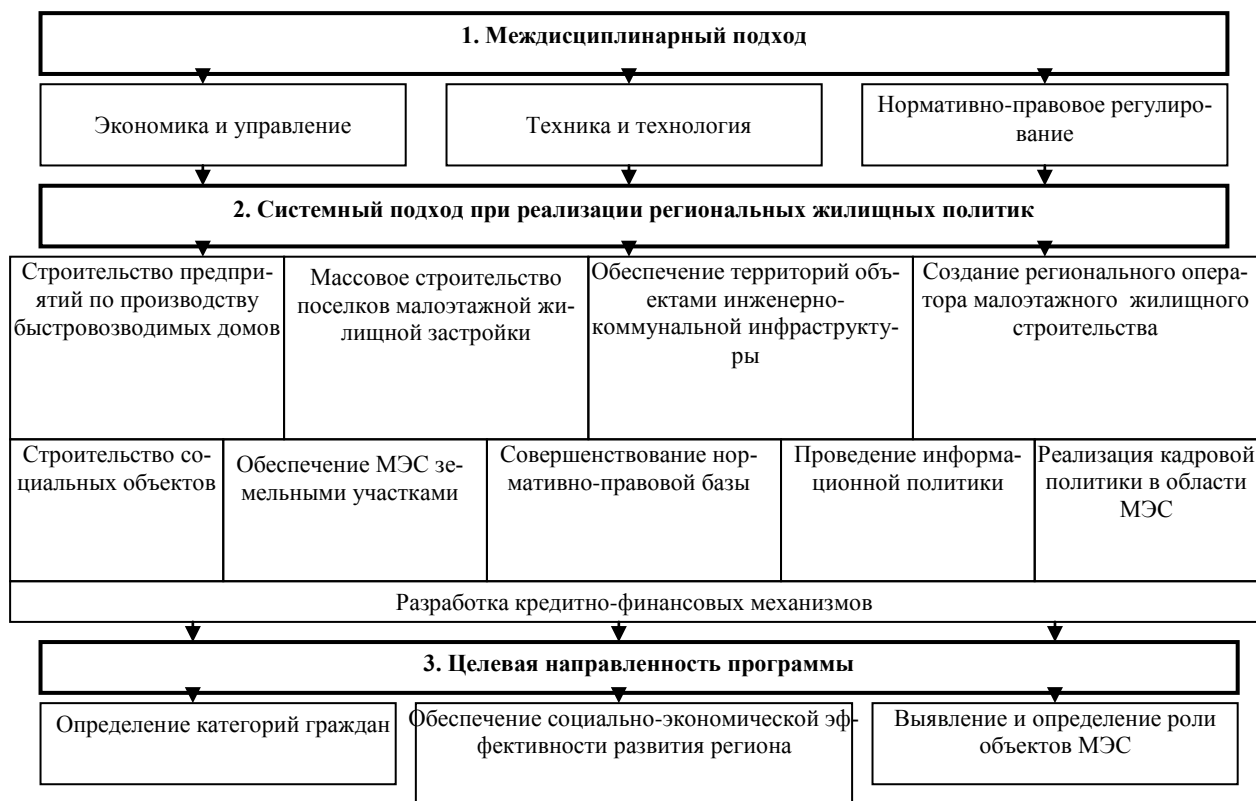 1. Междисциплинарный подход
Экономика и управление
Техника и технология
Нормативно-правовое регулиро-
вание
2. Системный подход при реализации региональных жилищных политик
Строительство предпри-
ятий по производству
быстровозводимых домов
Массовое строительство
поселков малоэтажной жи-
лищной застройки
Обеспечение территорий объ-
ектами инженерно-
коммунальной инфраструкту-
ры
Создание регионального опера-
тора малоэтажного жилищного
строительства
Строительство со-
циальных объектов
Обеспечение МЭС зе-
мельными участками
Совершенствование нор-
мативно-правовой базы
Проведение информа-
ционной политики
Реализация кадровой
политики в области
МЭС
Разработка кредитно-финансовых механизмов
3. Целевая направленность программы
Определение категорий граждан
Обеспечение социально-экономической эф-
фективности развития региона
Выявление и определение роли
объектов МЭС